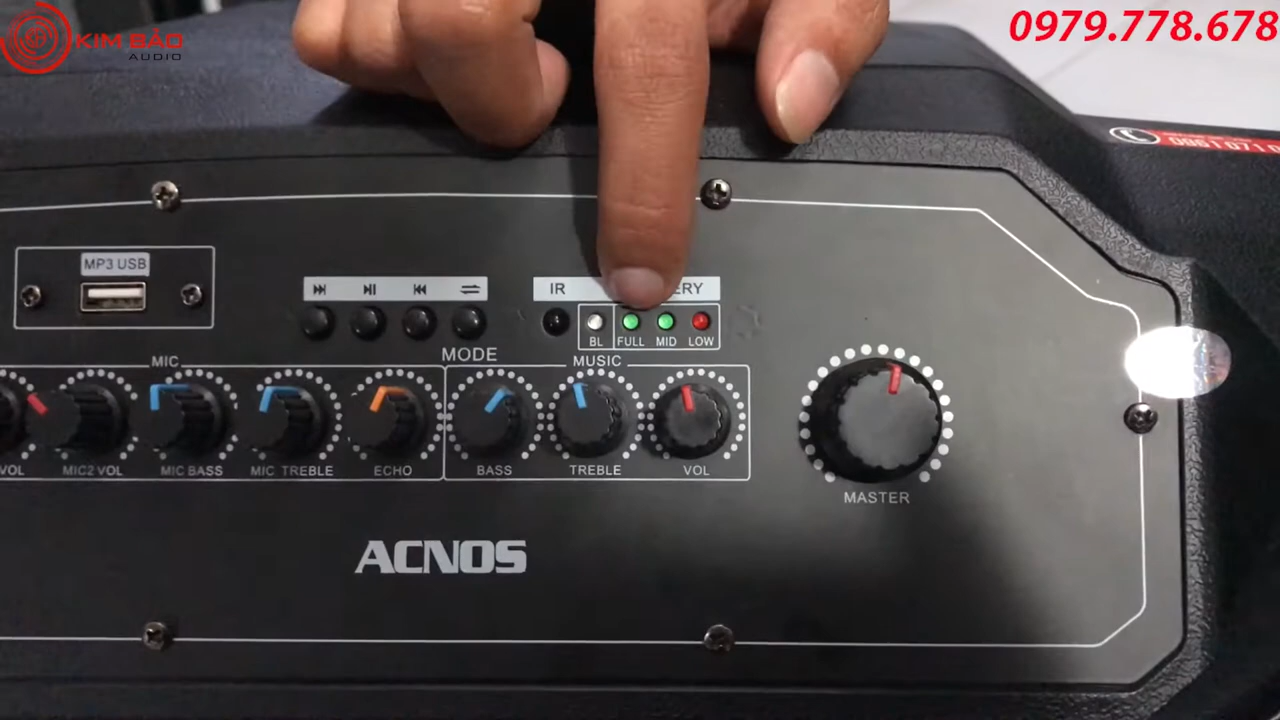 KIM BẢO
AUDIO
0979.778.678
MP3 USB
IR
BL FULL MID LOW
MODE
MIC
MUSIC
VOL MIC2 VOL MIC BASS MIC TREBLE ECHO BASS TREBLE VOL
MASTER
ACNOS